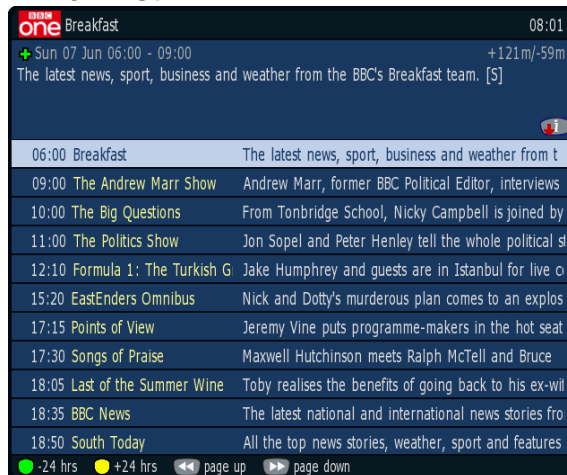 BBC one Breakfast 08:01
Sun 07 Jun 06:00 - 09:00 +121m/-59m
The latest news, sport, business and weather from the BBC's Breakfast team. [S]
i
06:00 Breakfast The latest news, sport, business and weather from t
09:00 The Andrew Marr Show Andrew Marr, former BBC Political Editor, interviews
10:00 The Big Questions From Tonbridge School, Nicky Campbell is joined by
11:00 The Politics Show Jon Sopel and Peter Henley tell the whole political st
12:10 Formula 1: The Turkish G Jake Humphrey and guests are in Istanbul for live c
15:20 EastEnders Omnibus Nick and Dotty's murderous plan comes to an explos
17:15 Points of View Jeremy Vine puts programme-makers in the hot seat
17:30 Songs of Praise Maxwell Hutchinson meets Ralph McTell and Bruce
18:05 Last of the Summer Wine Toby realises the benefits of going back to his ex-wi
18:35 BBC News The latest national and international news stories fro
18:50 South Today All the top news stories, weather, sport and features
-24 hrs +24 hrs page up page down